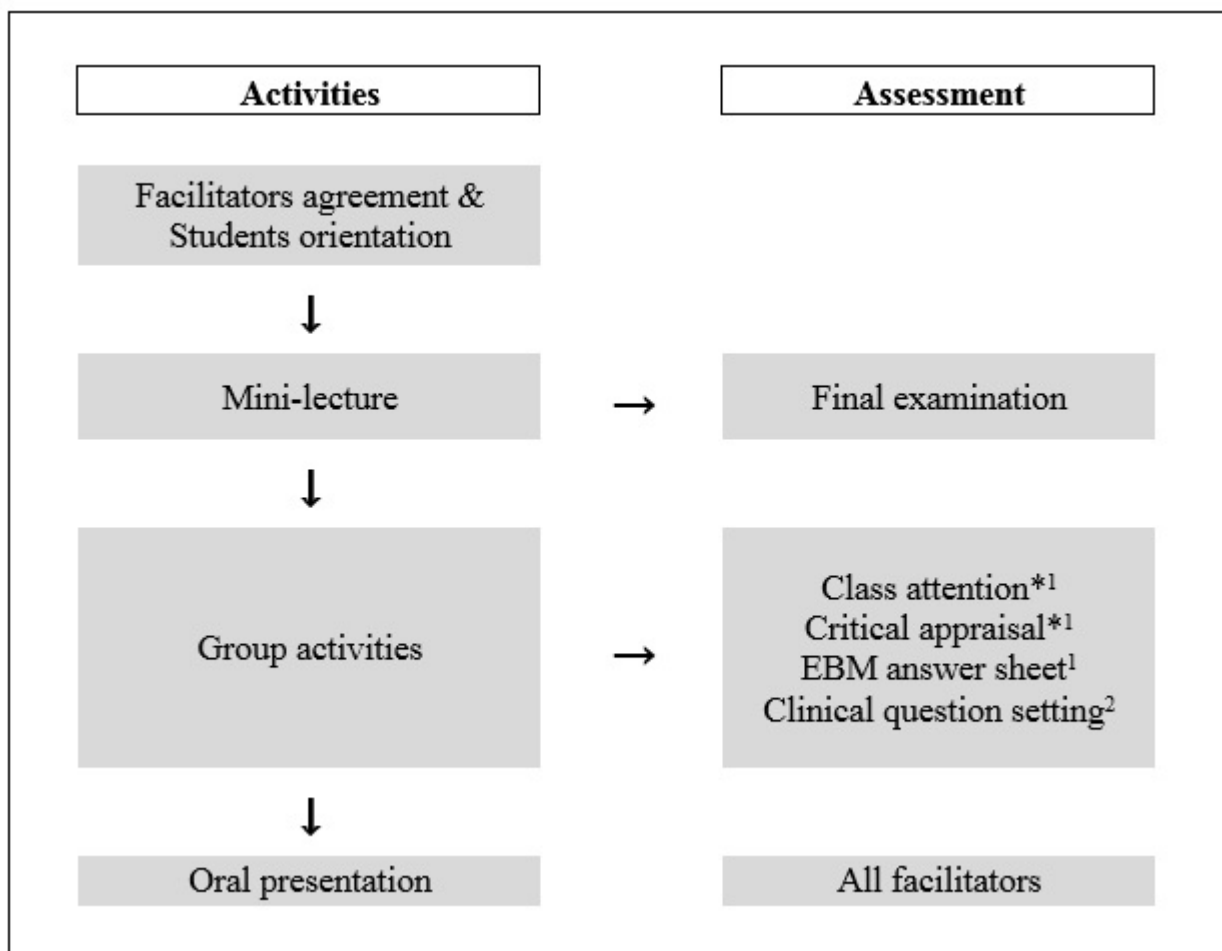 Activities
Assessment
Facilitators agreement &
Students orientation
↓
Mini-lecture
→
Final examination
↓
Group activities
→
Class attention*¹
Critical appraisal*¹
EBM answer sheet¹
Clinical question setting²
↓
Oral presentation
All facilitators